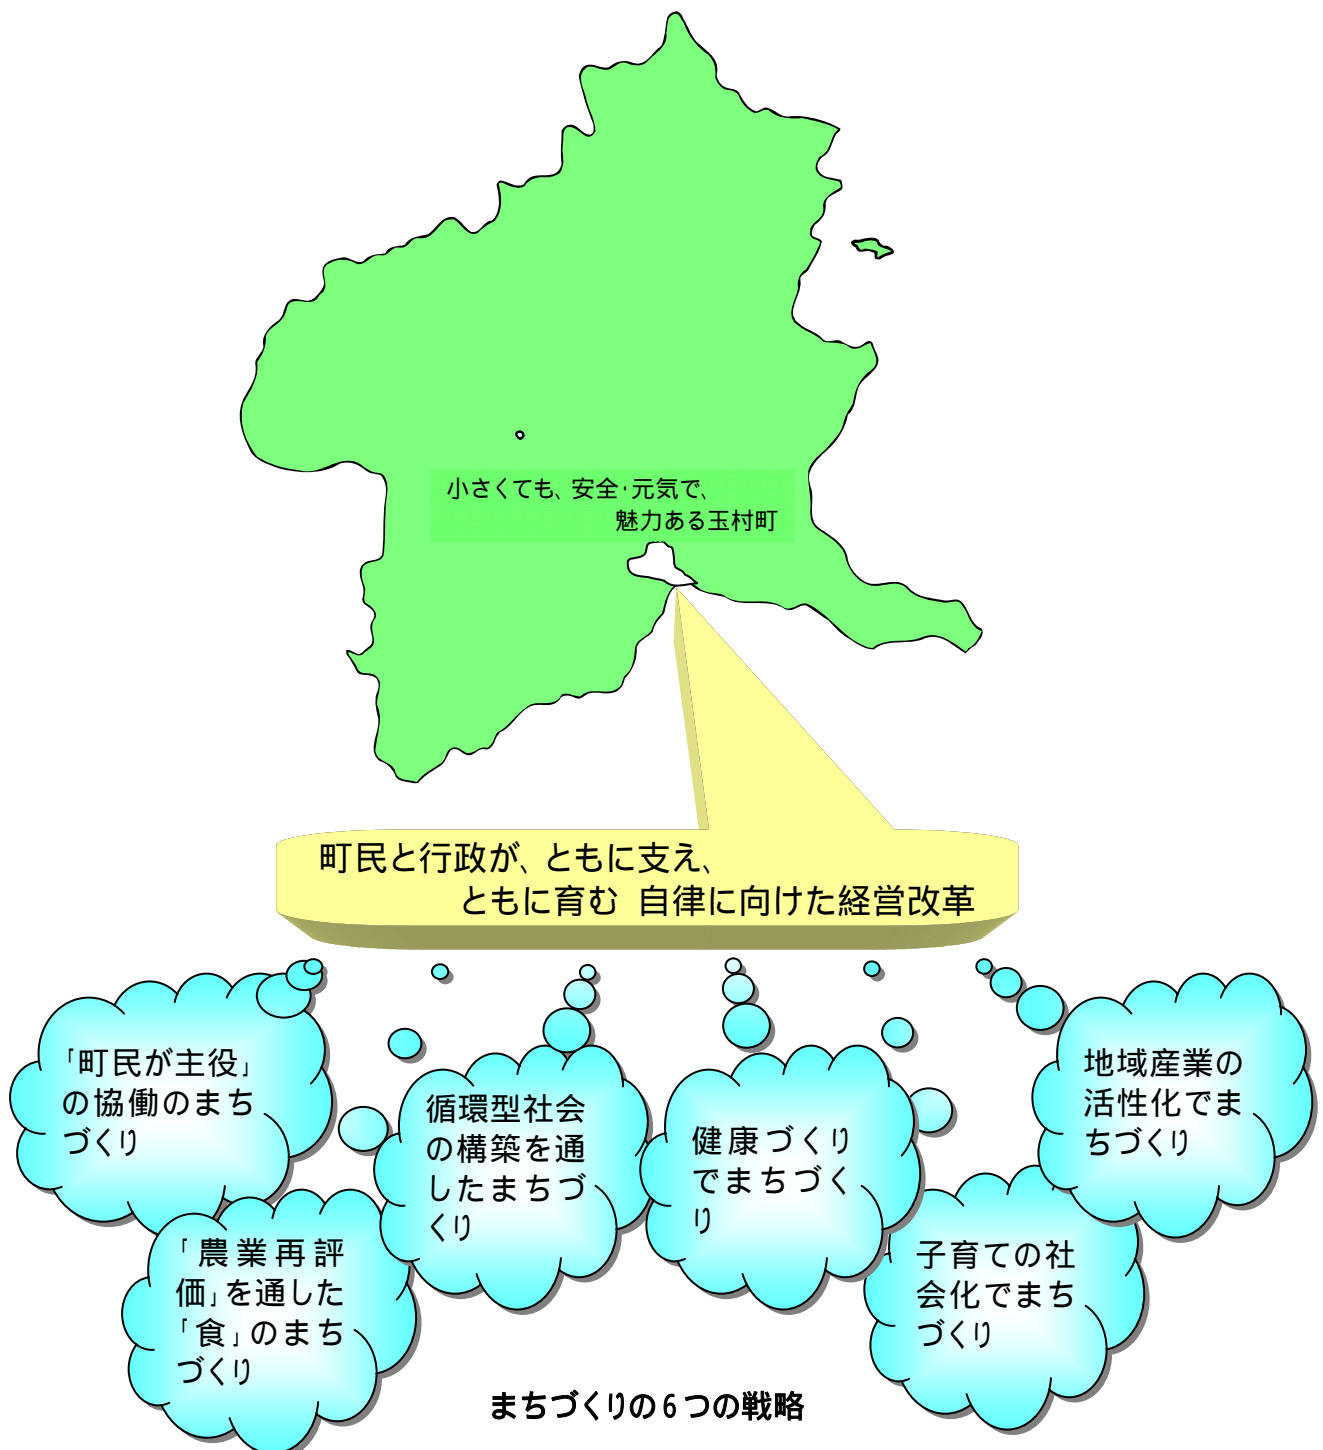 小さくても、安全・元気で、
魅力ある玉村町
町民と行政が、ともに支え、
ともに育む 自律に向けた経営改革
「町民が主役」
の協働のまち
づくり
「農業再評
価」を通した
「食」のまち
づくり
循環型社会
の構築を通
したまちづ
くり
健康づくり
でまちづく
り
子育ての社
会化でまち
づくり
地域産業の
活性化でま
ちづくり
まちづくりの6つの戦略